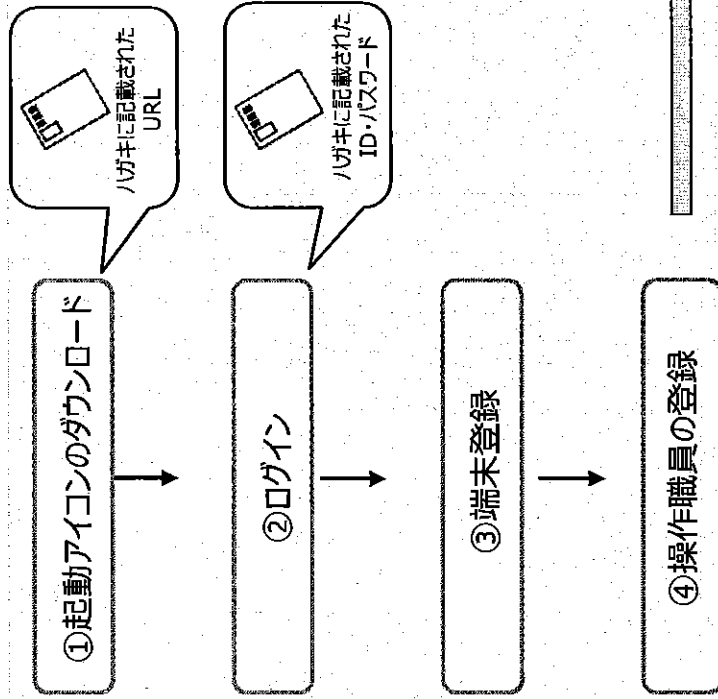 ①起動アイコンのダウンロード
ハガキに記載された
URL
②ログイン
ハガキに記載された
ID・パスワード
③端末登録
④操作職員の登録